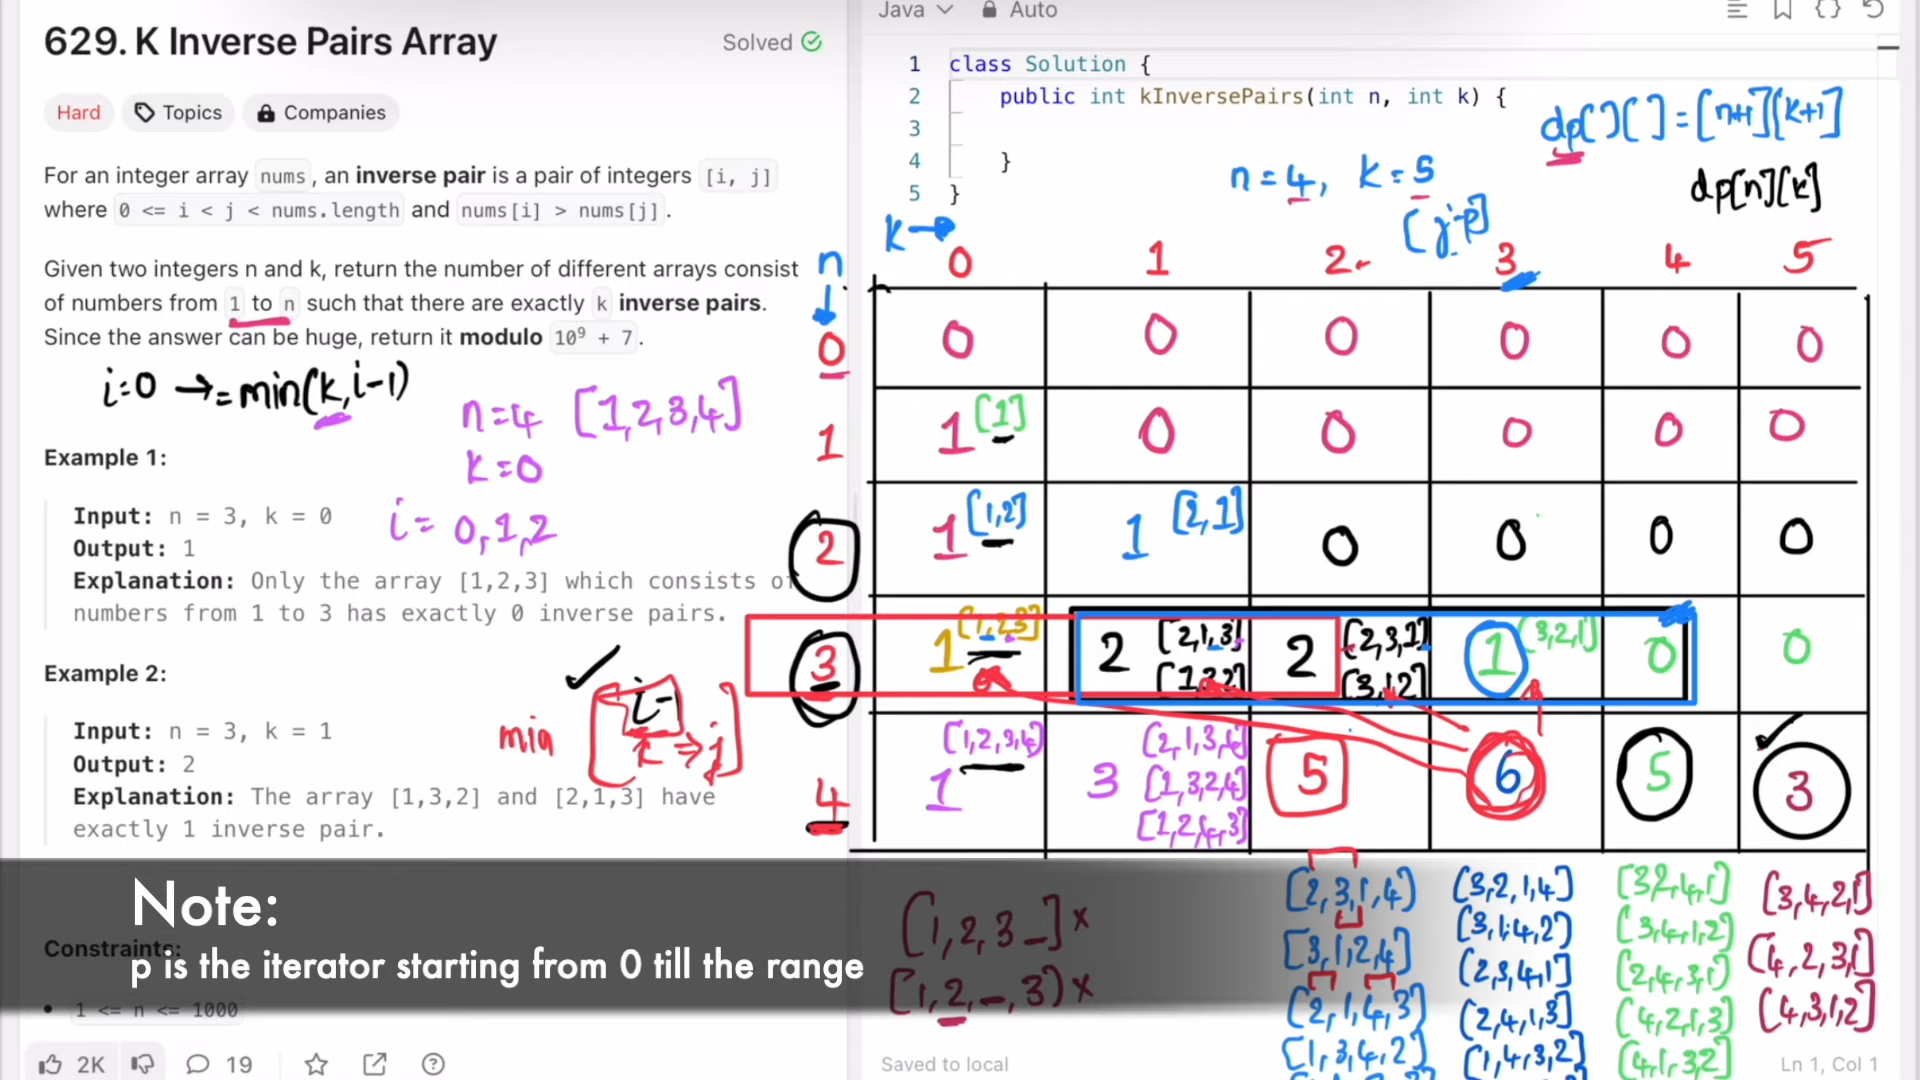 629. K Inverse Pairs Array
Solved
Hard
Topics
Companies
For an integer array nums, an inverse pair is a pair of integers [i, j]
where 0 <= i < j < nums.length and nums[i] > nums[j].
Given two integers n and k, return the number of different arrays consist
of numbers from 1 to n such that there are exactly k inverse pairs.
Since the answer can be huge, return it modulo 10⁹ + 7.
i=0 → = min(k, i-1)
n=4 [1,2,3,4]
k=0
i= 0,1,2
Example 1:
Input: n = 3, k = 0
Output: 1
Explanation: Only the array [1,2,3] which consists of
numbers from 1 to 3 has exactly 0 inverse pairs.
Example 2:
Input: n = 3, k = 1
Output: 2
Explanation: The array [1,3,2] and [2,1,3] have
exactly 1 inverse pair.
min
Note:
p is the iterator starting from 0 till the range
Constraints:
1 <= n <= 1000
2K
19
Java
Auto
1 class Solution {
2 public int kInversePairs(int n, int k) {
3
4 }
5 }
dp[][] = [n+1][k+1]
n=4, k=5
dp[n][k]
[j-p]
k →
n ↓
0 1 2 3 4 5
0 0 0 0 0 0 0
1 1 [1] 0 0 0 0 0
2 1 [1,2] 1 [2,1] 0 0 0 0
3 1 [1,2,3] 2 [2,1,3] 2 [2,3,1] 1 [3,2,1] 0 0
[3,1,2]
4 1 [1,2,3,4] 3 [2,1,3,4] 5 6 5 3
[1,3,2,4]
[1,2,4,3]
[1,2,3_] x
[1,2,_,3) x
[2,3,1,4]
[3,1,2,4]
[2,1,4,3]
[1,3,4,2]
[3,2,1,4]
[3,1,4,2]
[2,3,4,1]
[2,4,1,3]
[1,4,3,2]
[3,2,4,1]
[3,4,1,2]
[2,4,3,1]
[4,2,1,3]
[4,1,3,2]
[3,4,2,1]
[4,2,3,1]
[4,3,1,2]
Saved to local
Ln 1, Col 1